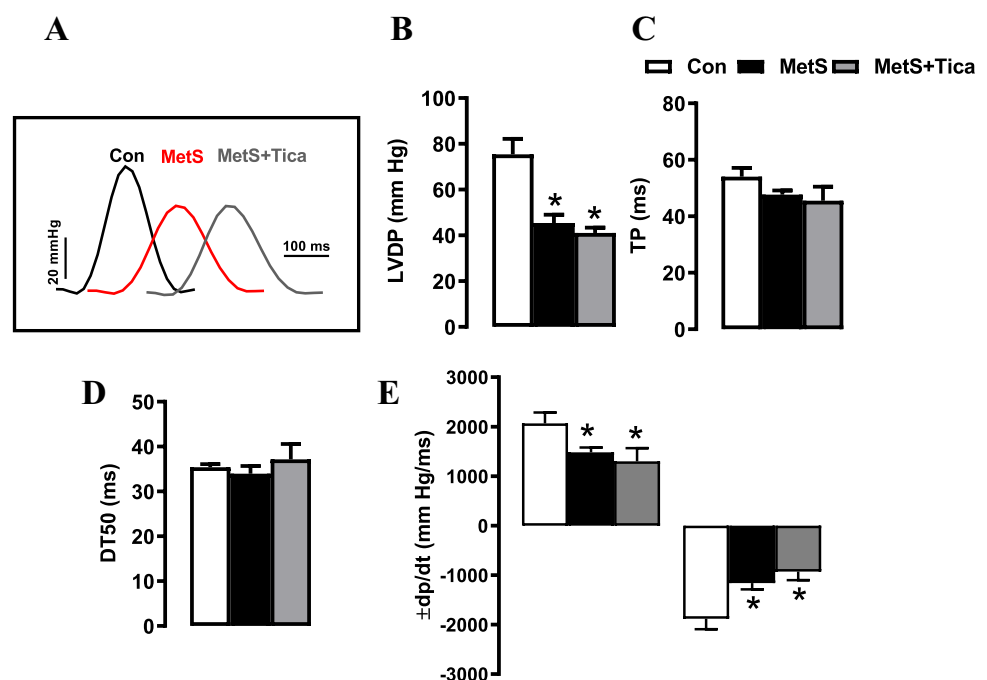 A
B
C
Con MetS MetS+Tica
Con MetS MetS+Tica
20 mmHg
100 ms
LVDP (mm Hg)
100
80
60
40
20
0
* *
TP (ms)
80
60
40
20
0
D
E
DT50 (ms)
50
40
30
20
10
0
±dp/dt (mm Hg/ms)
3000
2000
1000
0
-1000
-2000
-3000
* *
* *